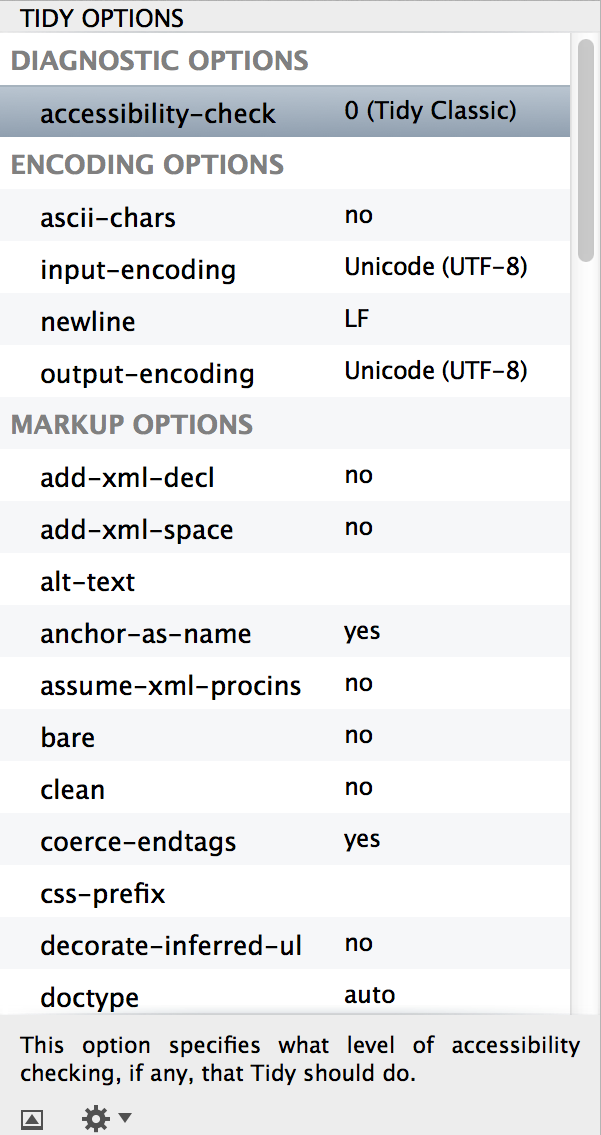 TIDY OPTIONS
DIAGNOSTIC OPTIONS
accessibility-check 0 (Tidy Classic)
ENCODING OPTIONS
ascii-chars no
input-encoding Unicode (UTF-8)
newline LF
output-encoding Unicode (UTF-8)
MARKUP OPTIONS
add-xml-decl no
add-xml-space no
alt-text
anchor-as-name yes
assume-xml-procins no
bare no
clean no
coerce-endtags yes
css-prefix
decorate-inferred-ul no
doctype auto
This option specifies what level of accessibility
checking, if any, that Tidy should do.